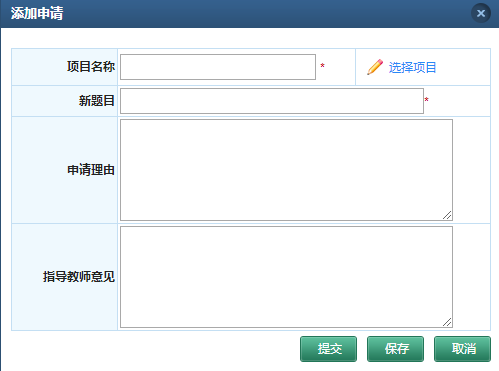 添加申请
项目名称 * 选择项目
新题目 *
申请理由
指导教师意见
提交 保存 取消